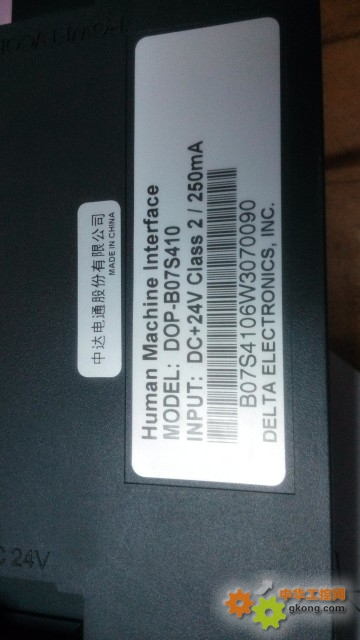 中达电通股份有限公司
MADE IN CHINA
Human Machine Interface
MODEL: DOP-B07S410
INPUT: DC+24V Class 2 / 250mA
B07S4106W3070090
DELTA ELECTRONICS, INC.
24V
中华工控网
gkong.com